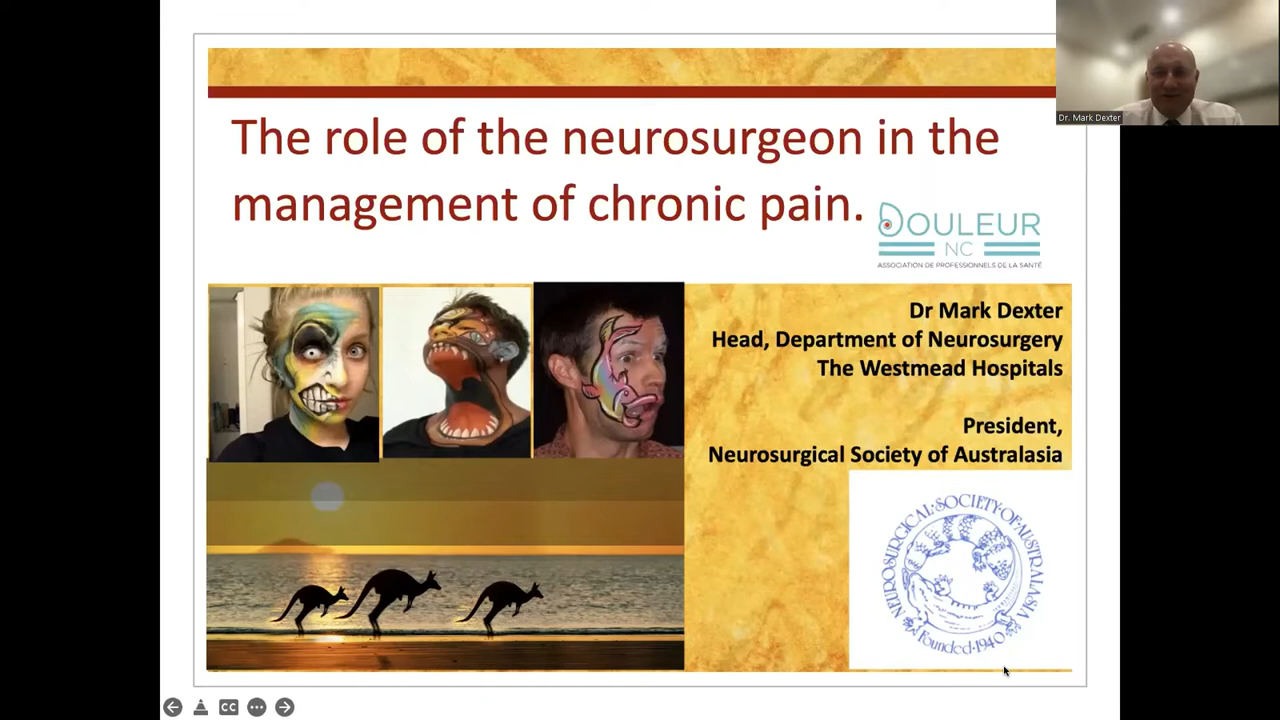 The role of the neurosurgeon in the
management of chronic pain.
DOULEUR
NC
ASSOCIATION DE PROFESSIONNELS DE LA SANTÉ
Dr Mark Dexter
Head, Department of Neurosurgery
The Westmead Hospitals
President,
Neurosurgical Society of Australasia
NEUROSURGICAL·SOCIETY·OF·AUSTRALASIA
Founded·1940
Dr. Mark Dexter
CC